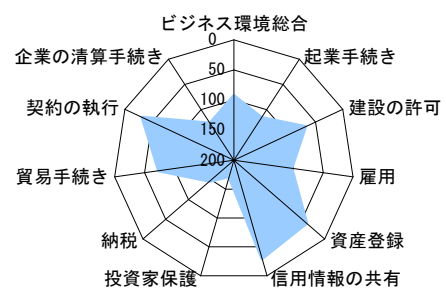 ビジネス環境総合
0
企業の清算手続き
起業手続き
50
契約の執行
100
建設の許可
150
貿易手続き
200
雇用
納税
資産登録
投資家保護
信用情報の共有